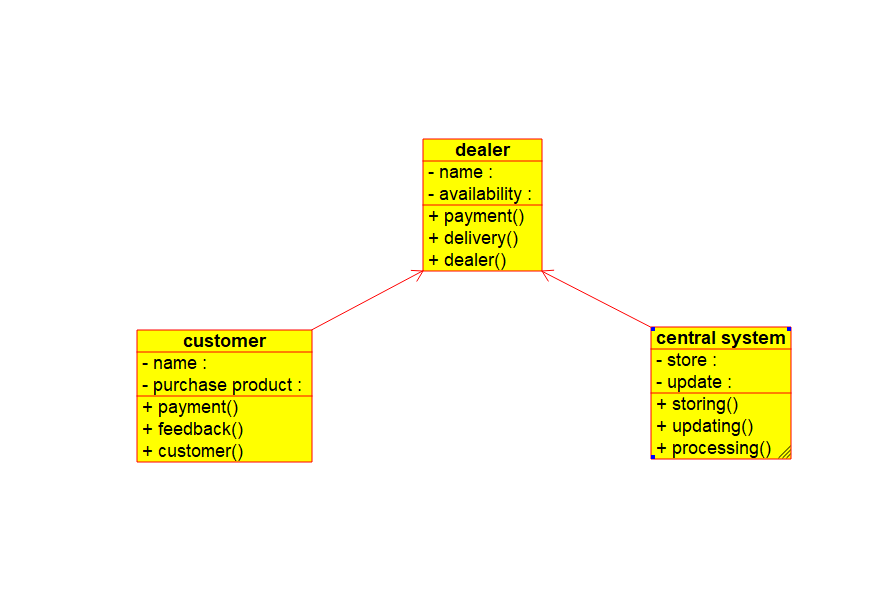 dealer
- name :
- availability :
+ payment()
+ delivery()
+ dealer()
customer
- name :
- purchase product :
+ payment()
+ feedback()
+ customer()
central system
- store :
- update :
+ storing()
+ updating()
+ processing()